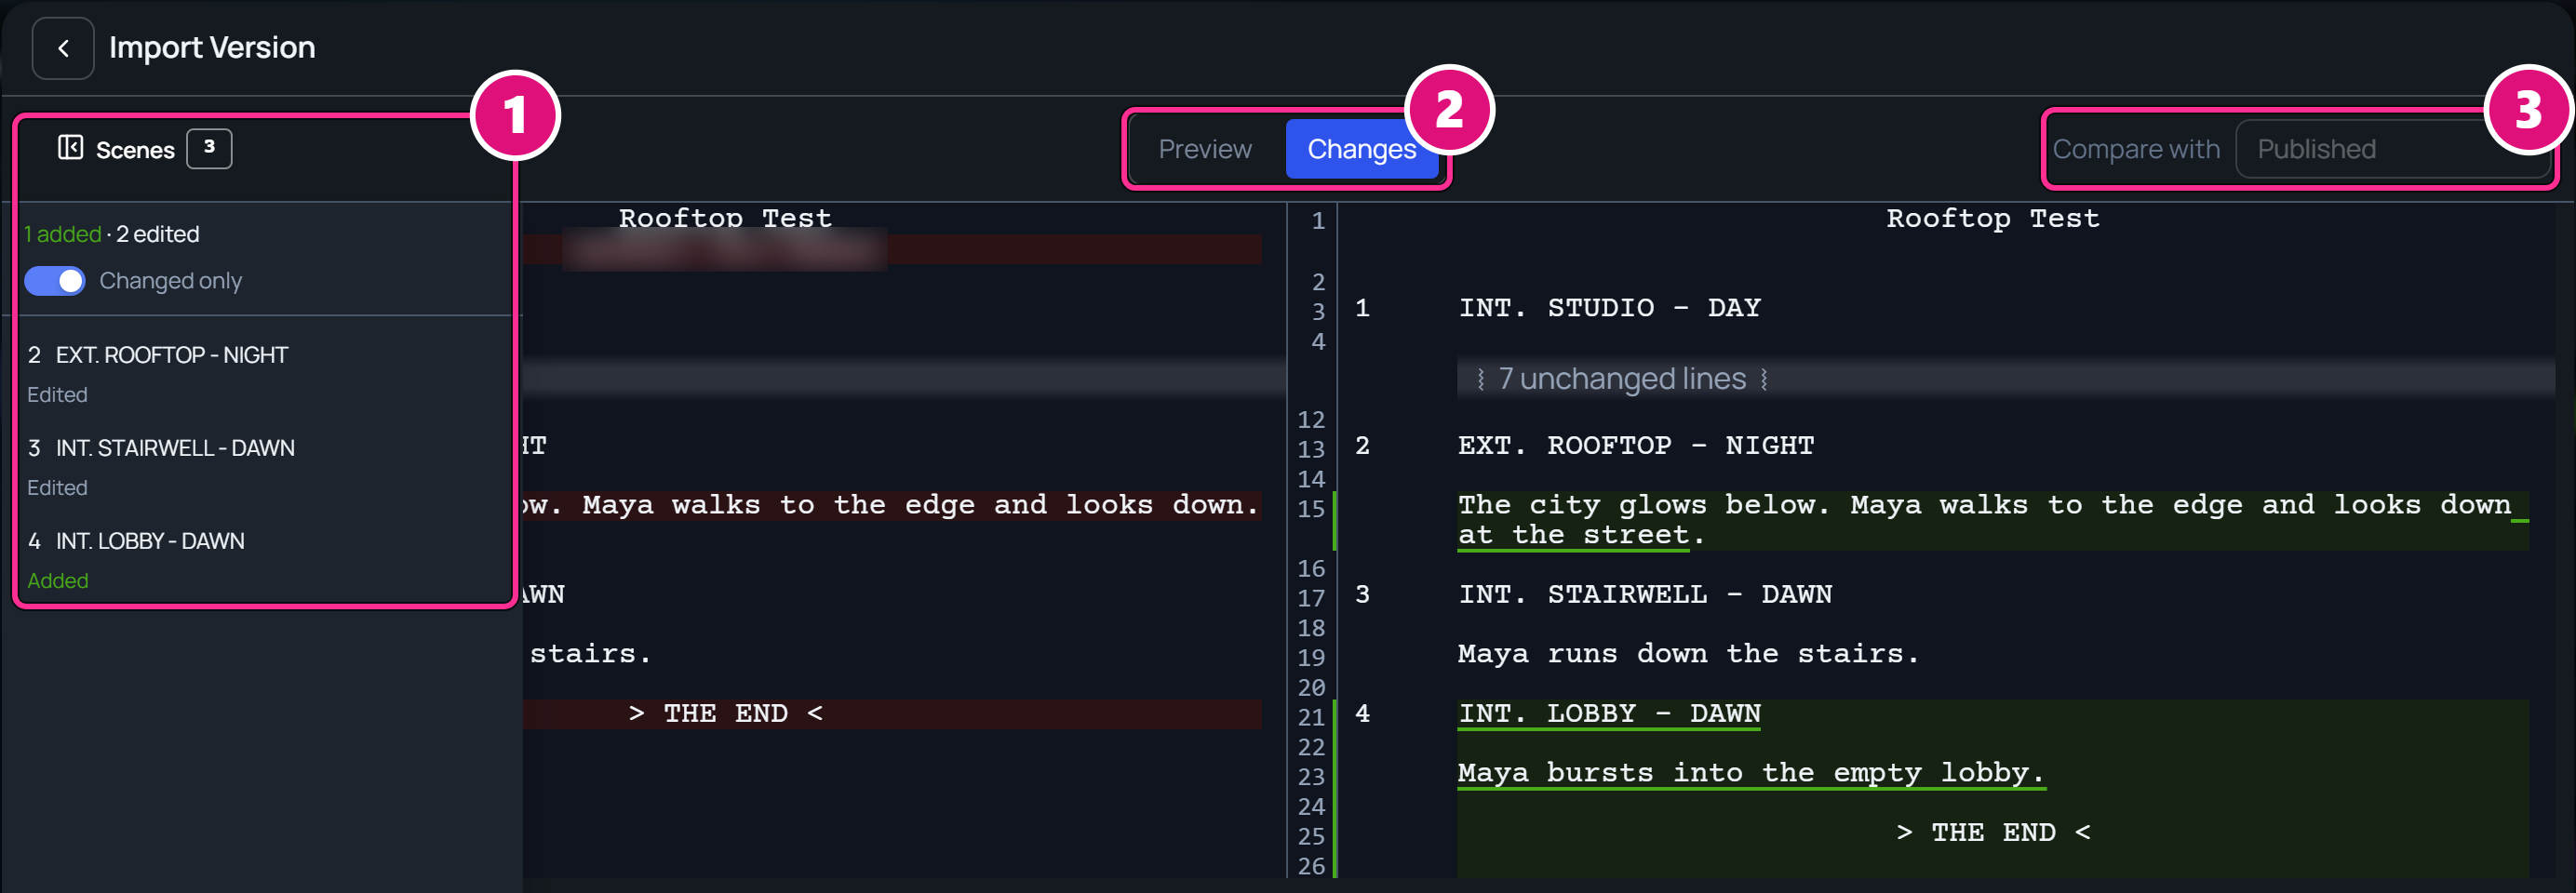 Import Version
1
2
3
Scenes 3
Preview
Changes
Compare with
Published
1 added · 2 edited
Changed only
2 EXT. ROOFTOP - NIGHT
Edited
3 INT. STAIRWELL - DAWN
Edited
4 INT. LOBBY - DAWN
Added
Rooftop Test
HT
ow. Maya walks to the edge and looks down.
AWN
stairs.
> THE END <
1 Rooftop Test
2
3 1 INT. STUDIO - DAY
4
7 unchanged lines
12
13 2 EXT. ROOFTOP - NIGHT
14
15 The city glows below. Maya walks to the edge and looks down
at the street.
16
17 3 INT. STAIRWELL - DAWN
18
19 Maya runs down the stairs.
20
21 4 INT. LOBBY - DAWN
22
23 Maya bursts into the empty lobby.
24
25 > THE END <
26